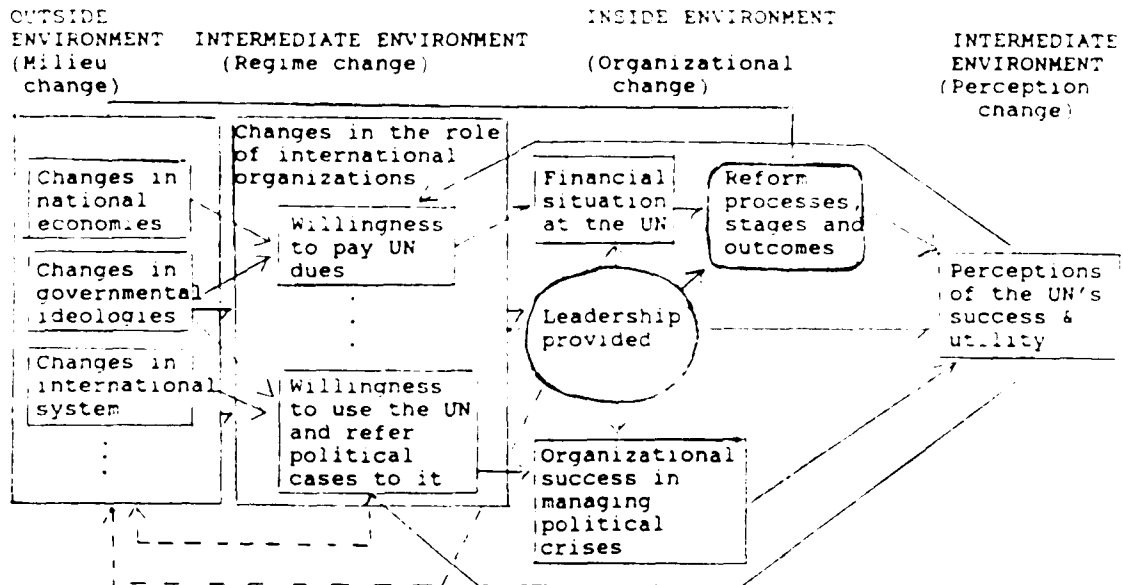 OUTSIDE
ENVIRONMENT
(Milieu
change)
INTERMEDIATE ENVIRONMENT
(Regime change)
INSIDE ENVIRONMENT
(Organizational
change)
INTERMEDIATE
ENVIRONMENT
(Perception
change)
Changes in
national
economies
Changes in
governmental
ideologies
Changes in
international
system
Changes in the role
of international
organizations
Willingness
to pay UN
dues
Willingness
to use the UN
and refer
political
cases to it
Financial
situation
at the UN
Leadership
provided
Organizational
success in
managing
political
crises
Reform
processes,
stages and
outcomes
Perceptions
of the UN's
success &
utility